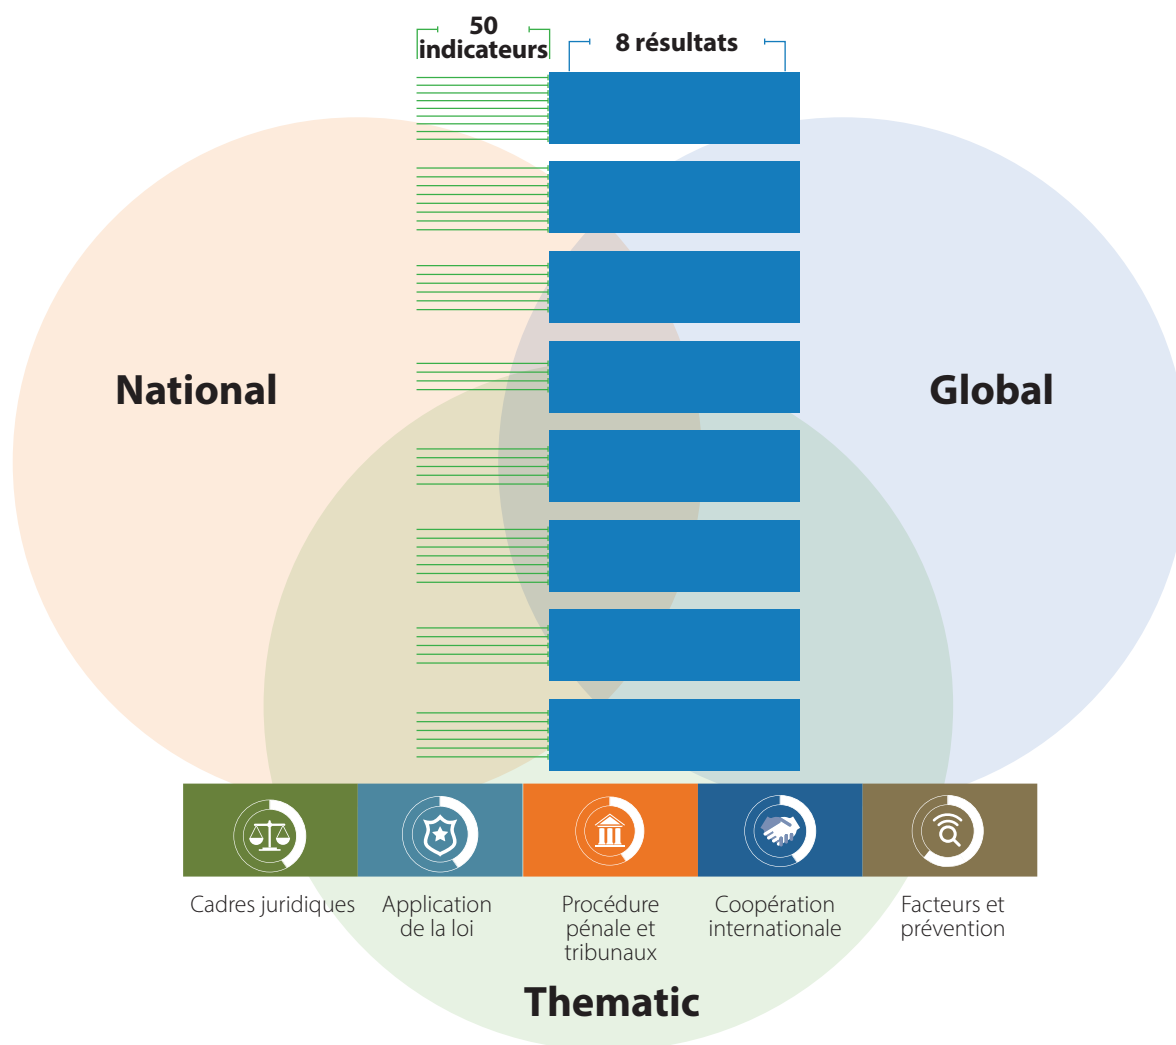 50
indicateurs
8 résultats
National
Global
Cadres juridiques
Application
de la loi
Procédure
pénale et
tribunaux
Coopération
internationale
Facteurs et
prévention
Thematic